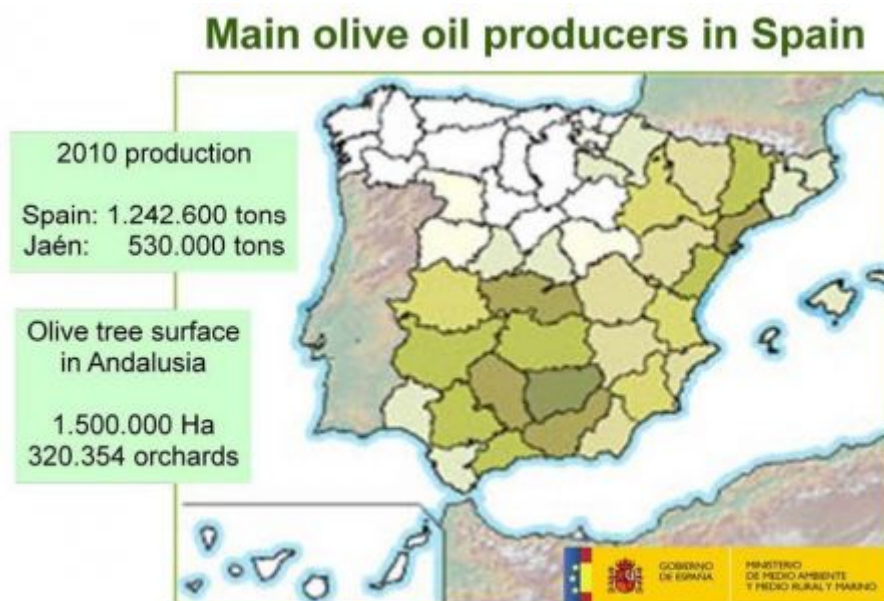 Main olive oil producers in Spain
2010 production
Spain: 1.242.600 tons
Jaén: 530.000 tons
Olive tree surface
in Andalusia
1.500.000 Ha
320.354 orchards
GOBIERNO
DE ESPAÑA
MINISTERIO
DE MEDIO AMBIENTE
Y MEDIO RURAL Y MARINO